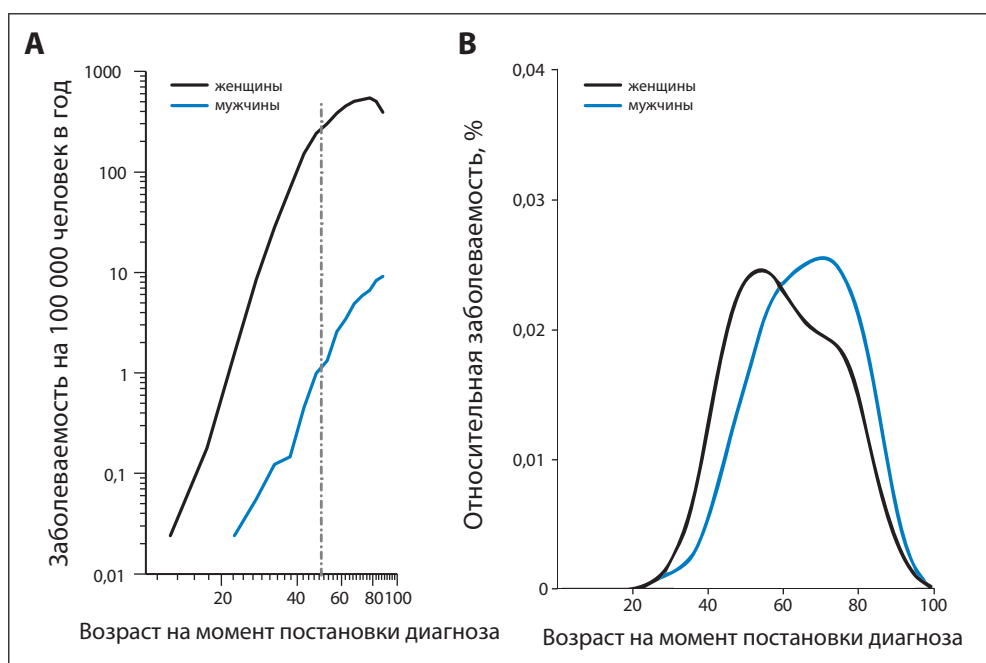 A
Заболеваемость на 100 000 человек в год
1000
100
10
1
0,1
0,01
женщины
мужчины
20
40
60
80100
Возраст на момент постановки диагноза
B
Относительная заболеваемость, %
0,04
0,03
0,02
0,01
0
женщины
мужчины
20
40
60
80
100
Возраст на момент постановки диагноза